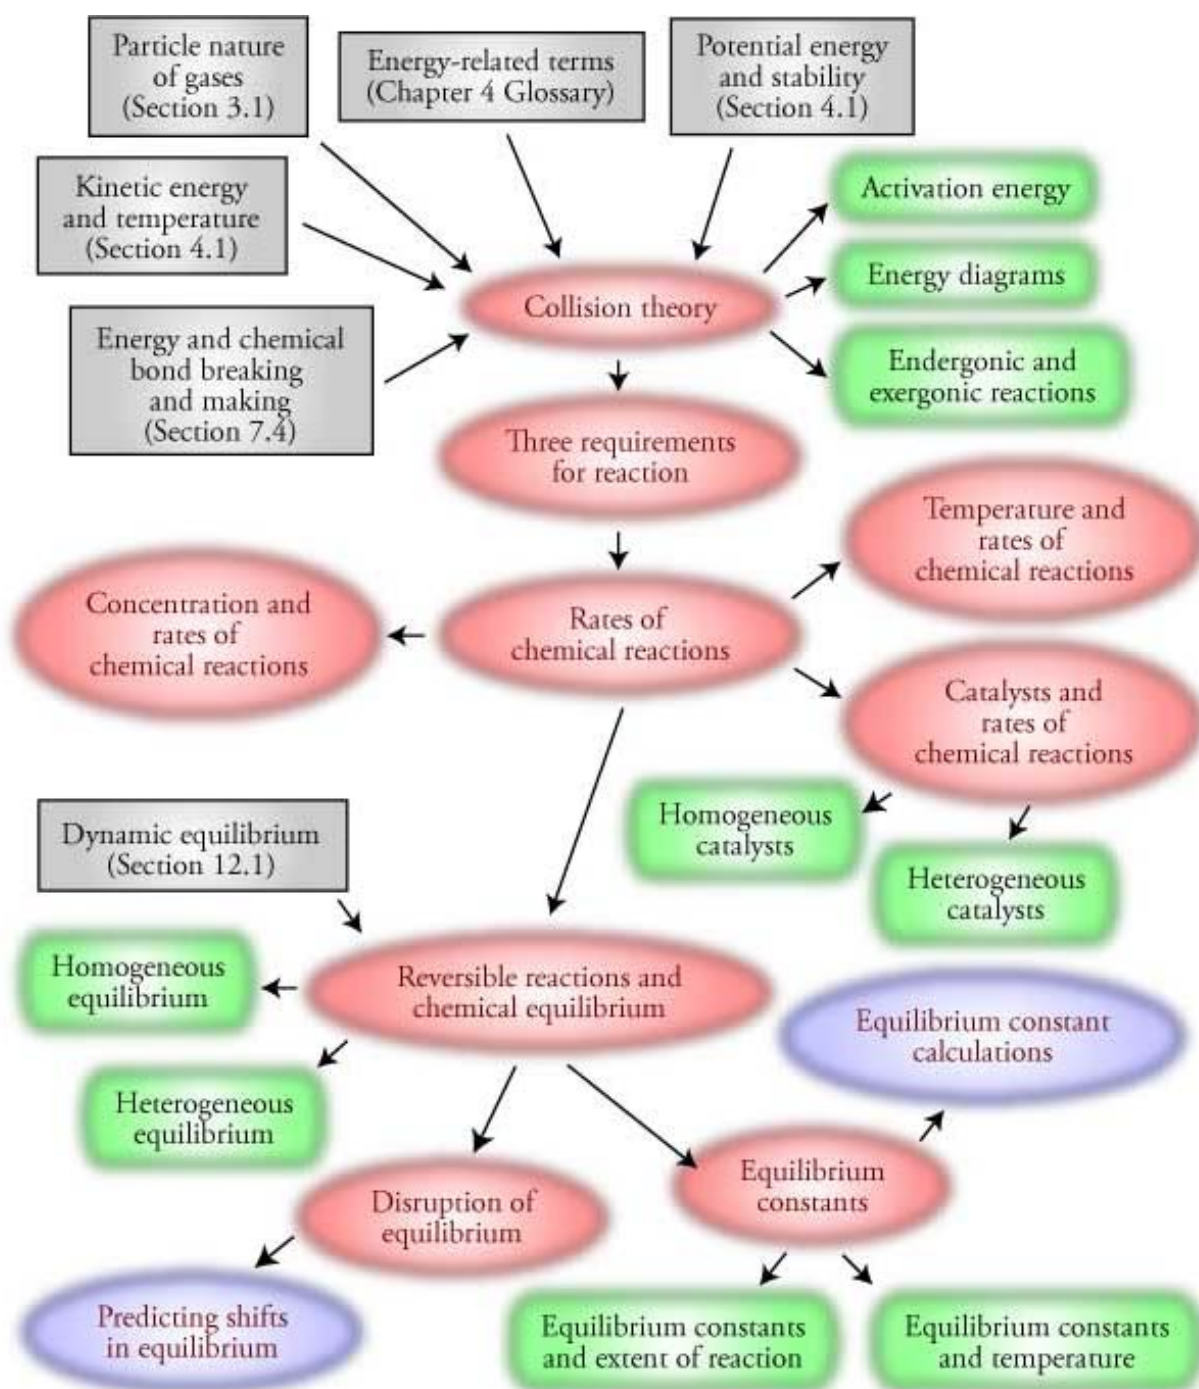 Particle nature
of gases
(Section 3.1)
Energy-related terms
(Chapter 4 Glossary)
Potential energy
and stability
(Section 4.1)
Kinetic energy
and temperature
(Section 4.1)
Activation energy
Energy diagrams
Collision theory
Energy and chemical
bond breaking
and making
(Section 7.4)
Endergonic and
exergonic reactions
Three requirements
for reaction
Temperature and
rates of
chemical reactions
Concentration and
rates of
chemical reactions
Rates of
chemical reactions
Catalysts and
rates of
chemical reactions
Homogeneous
catalysts
Heterogeneous
catalysts
Dynamic equilibrium
(Section 12.1)
Homogeneous
equilibrium
Reversible reactions and
chemical equilibrium
Equilibrium constant
calculations
Heterogeneous
equilibrium
Disruption of
equilibrium
Equilibrium
constants
Predicting shifts
in equilibrium
Equilibrium constants
and extent of reaction
Equilibrium constants
and temperature